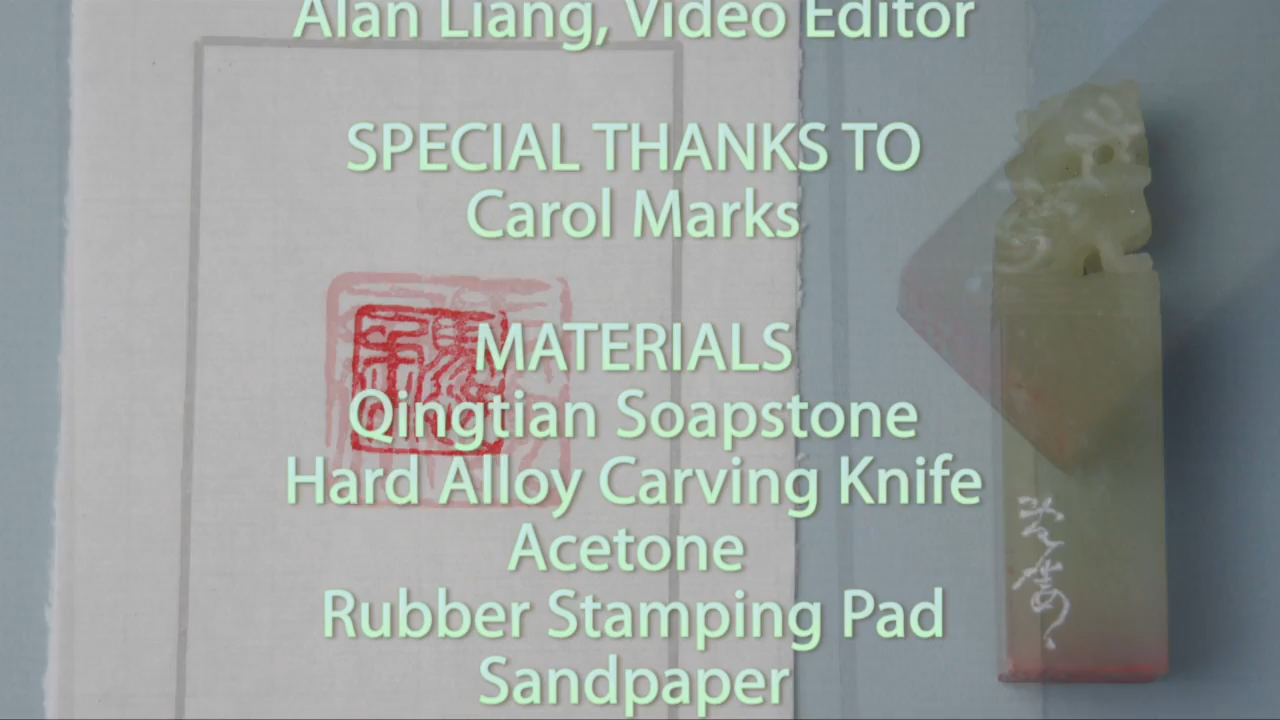 Alan Liang, Video Editor
SPECIAL THANKS TO
Carol Marks
MATERIALS
Qingtian Soapstone
Hard Alloy Carving Knife
Acetone
Rubber Stamping Pad
Sandpaper